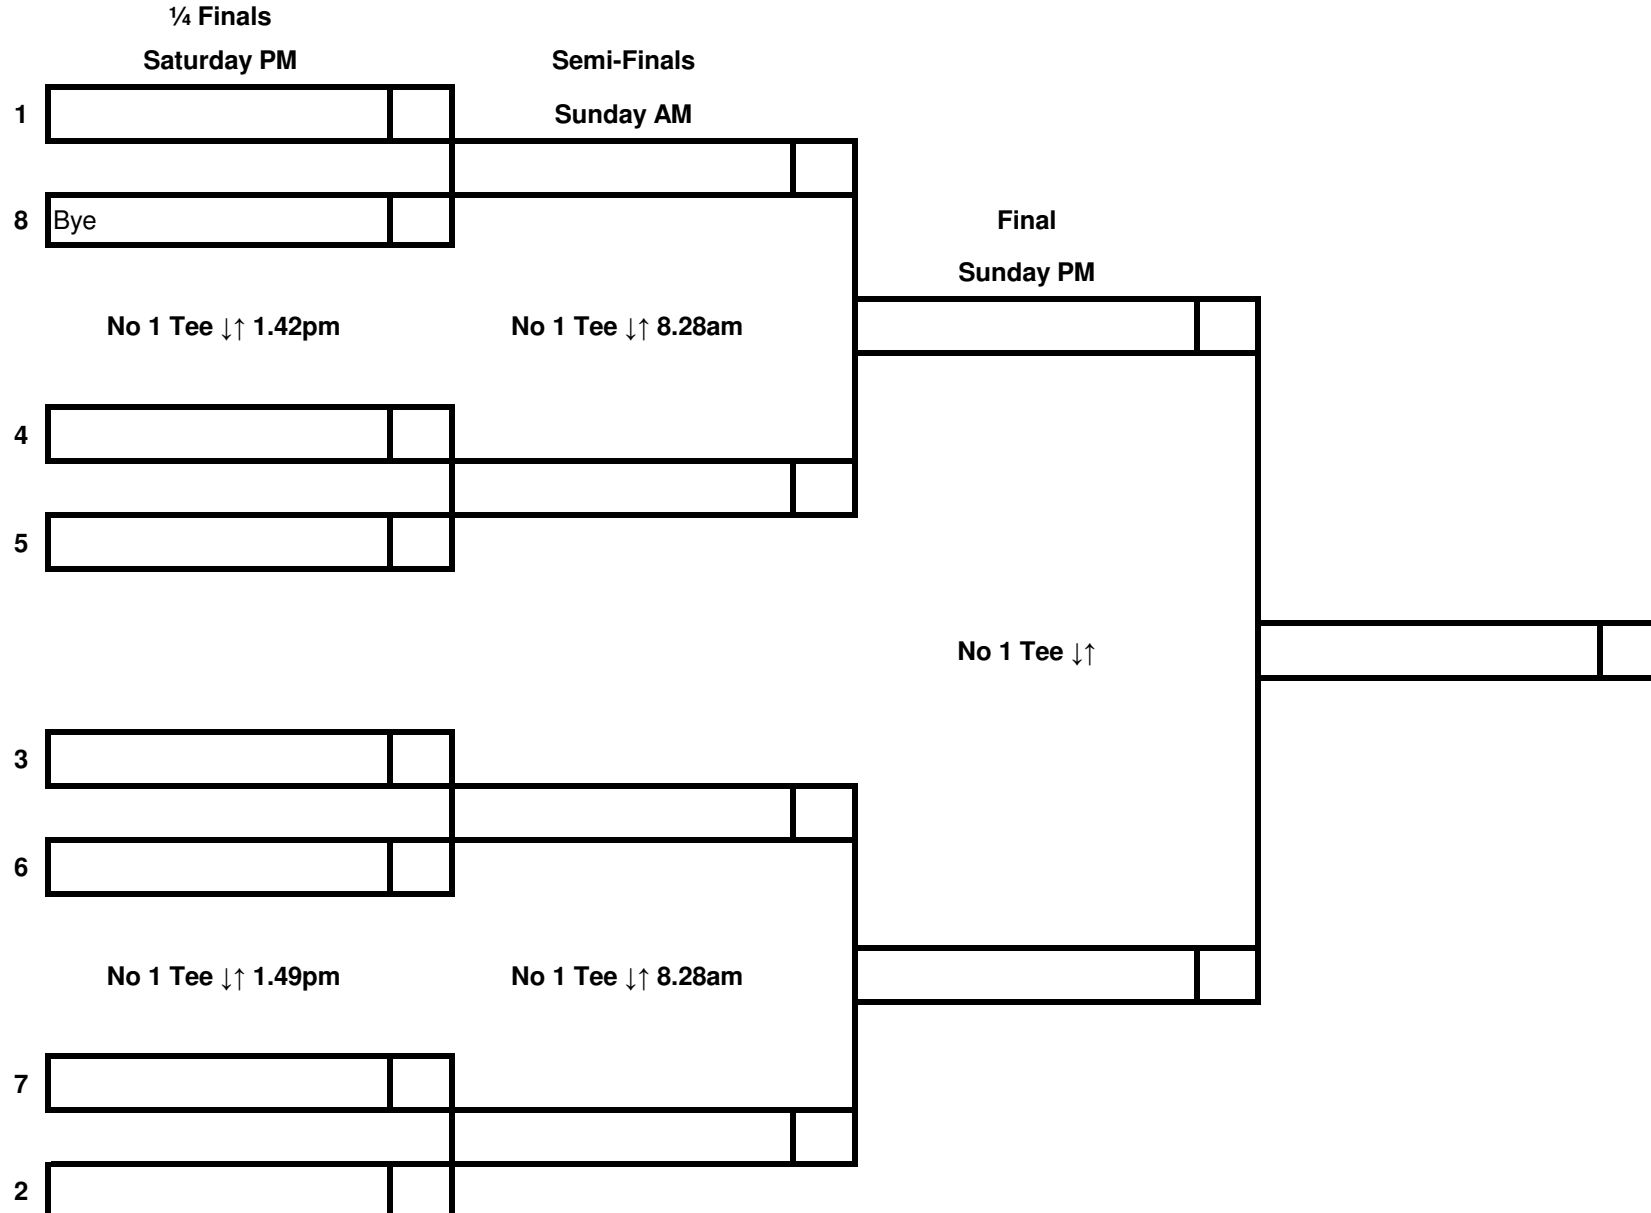 ¼ Finals
Saturday PM
Semi-Finals
1
Sunday AM
8
Bye
Final
Sunday PM
No 1 Tee ↓↑ 1.42pm
No 1 Tee ↓↑ 8.28am
4
5
No 1 Tee ↓↑
3
6
No 1 Tee ↓↑ 1.49pm
No 1 Tee ↓↑ 8.28am
7
2